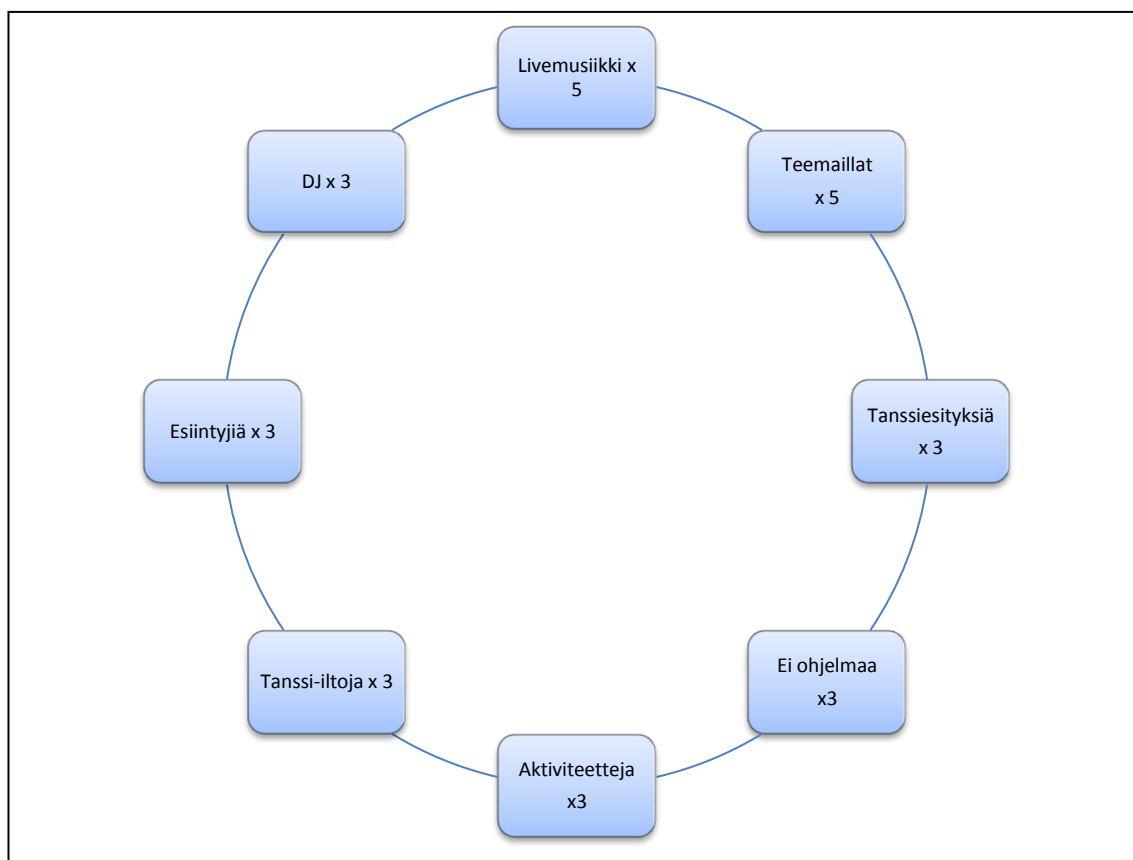 Livemusiikki x
5
Teemaillat
x 5
Tanssiesityksiä
x 3
Ei ohjelmaa
x3
Aktiviteetteja
x3
Tanssi-iltoja x 3
Esiintyjiä x 3
DJ x 3